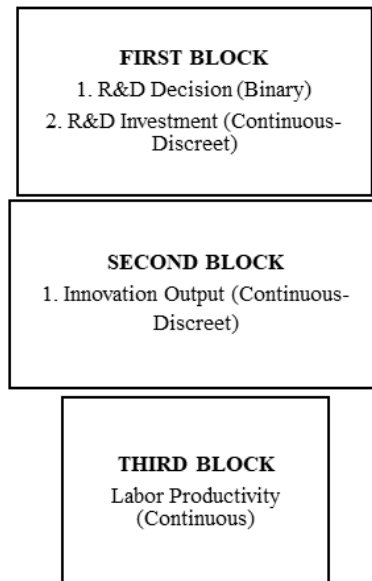 FIRST BLOCK
1. R&D Decision (Binary)
2. R&D Investment (Continuous-
Discreet)
SECOND BLOCK
1. Innovation Output (Continuous-
Discreet)
THIRD BLOCK
Labor Productivity
(Continuous)